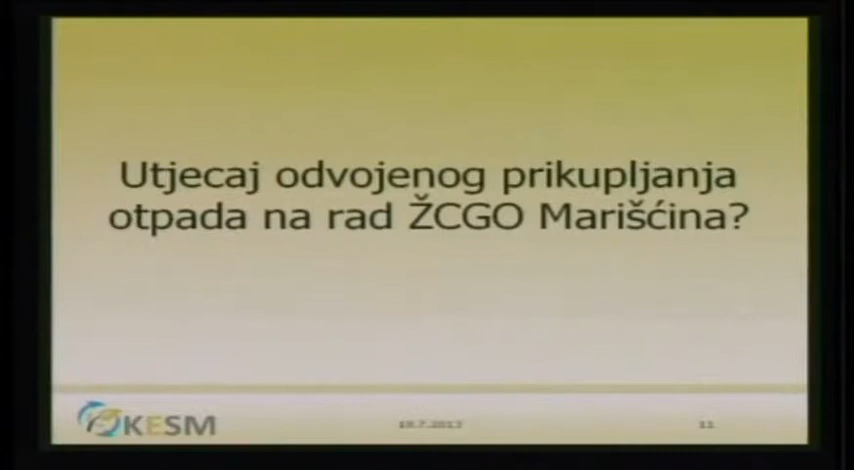 Utjecaj odvojenog prikupljanja
otpada na rad ŽCGO Marišćina?
KESM
11